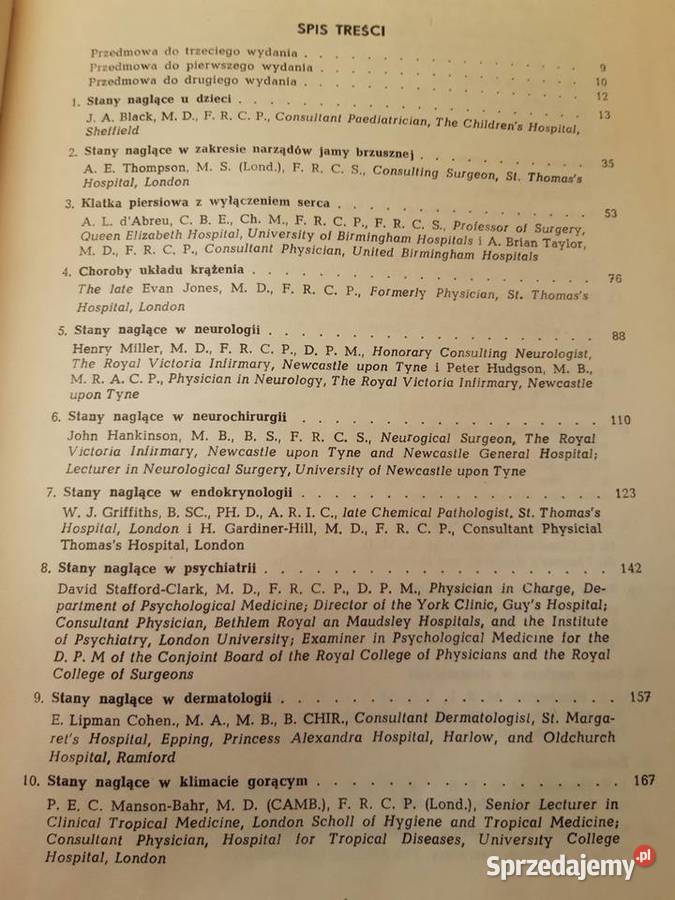 SPIS TREŚCI
Przedmowa do trzeciego wydania . . . . . . . . . . . . . 9
Przedmowa do pierwszego wydania . . . . . . . . . . . . . 10
Przedmowa do drugiego wydania . . . . . . . . . . . . . 12
1. Stany naglące u dzieci . . . . . . . . . . . . . . . . 13
J. A. Black, M. D., F. R. C. P., Consultant Paediatrician, The Children's Hospital,
Sheffield
2. Stany naglące w zakresie narządów jamy brzusznej . . . . . . . . 35
A. E. Thompson, M. S. (Lond.), F. R. C. S., Consulting Surgeon, St. Thomas's
Hospital, London
3. Klatka piersiowa z wyłączeniem serca . . . . . . . . . . . . 53
A. L. d'Abreu, C. B. E., Ch. M., F. R. C. P., F. R. C. S., Professor of Surgery,
Queen Elizabeth Hospital, University of Birmingham Hospitals i A. Brian Taylor,
M. D., F. R. C. P., Consultant Physician, United Birmingham Hospitals
4. Choroby układu krążenia . . . . . . . . . . . . . . . . 76
The late Evan Jones, M. D., F. R. C. P., Formerly Physician, St. Thomas's
Hospital, London
5. Stany naglące w neurologii . . . . . . . . . . . . . . . . 88
Henry Miller, M. D., F. R. C. P., D. P. M., Honorary Consulting Neurologist,
The Royal Victoria Infirmary, Newcastle upon Tyne i Peter Hudgson, M. B.,
M. R. A. C. P., Physician in Neurology, The Royal Victoria Infirmary, Newcastle
upon Tyne
6. Stany naglące w neurochirurgii . . . . . . . . . . . . . . . 110
John Hankinson, M. B., B. S., F. R. C. S., Neurogical Surgeon, The Royal
Victoria Infirmary, Newcastle upon Tyne and Newcastle General Hospital;
Lecturer in Neurological Surgery, University of Newcastle upon Tyne
7. Stany naglące w endokrynologii . . . . . . . . . . . . . . . 123
W. J. Griffiths, B. SC., PH. D., A. R. I. C., late Chemical Pathologist. St. Thomas's
Hospital, London i H. Gardiner-Hill, M. D., F. R. C. P., Consultant Physicial
Thomas's Hospital, London
8. Stany naglące w psychiatrii . . . . . . . . . . . . . . . . 142
David Stafford-Clark, M. D., F. R. C. P., D. P. M., Physician in Charge, De-
partment of Psychological Medicine; Director of the York Clinic, Guy's Hospital;
Consultant Physician, Bethlem Royal an Maudsley Hospitals, and the Institute
of Psychiatry, London University; Examiner in Psychological Medicine for the
D. P. M of the Conjoint Board of the Royal College of Physicians and the Royal
College of Surgeons
9. Stany naglące w dermatologii . . . . . . . . . . . . . . . . 157
E. Lipman Cohen., M. A., M. B., B. CHIR., Consultant Dermatologist, St. Marga-
ret's Hospital, Epping, Princess Alexandra Hospital, Harlow, and Oldchurch
Hospital, Ramford
10. Stany naglące w klimacie gorącym . . . . . . . . . . . . . . 167
P. E. C. Manson-Bahr, M. D. (CAMB.), F. R. C. P. (Lond.), Senior Lecturer in
Clinical Tropical Medicine, London Scholl of Hygiene and Tropical Medicine;
Consultant Physician, Hospital for Tropical Diseases, University College
Hospital, London
Sprzedajemy.pl